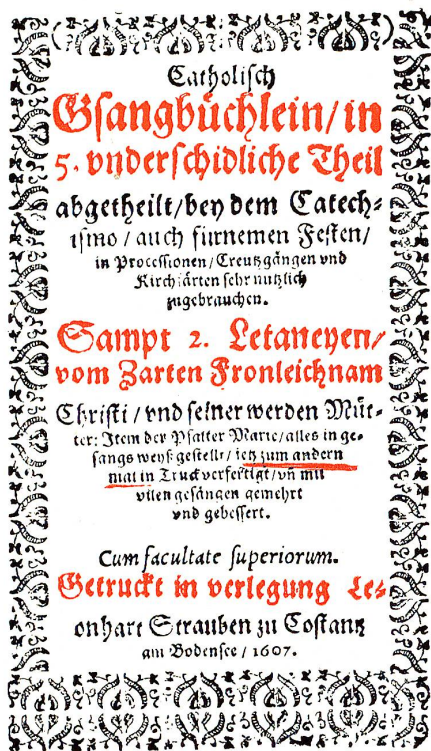 Catholisch
Gsangbüchlein/in
5. vnderschidliche Theil
abgetheilt/bey dem Catech-
ismo/auch fürnemen Festen/
in Processionen/Creutzgängen vnd
Kirchfärten sehr nutzlich
zugebrauchen.
Sampt 2. Letaneyen/
vom Zarten Fronleichnam
Christi/vnd seiner werden Müt-
ter: Item der Psalter Marie/alles in ge-
sangs weyß gestellt/ietz zum andern
mal in Truck verfertigt/vñ mit
vilen gesängen gemehrt
vnd gebessert.
Cum facultate superiorum.
Getruckt in verlegung Le-
onhart Strauben zu Costantz
am Bodensee/1607.